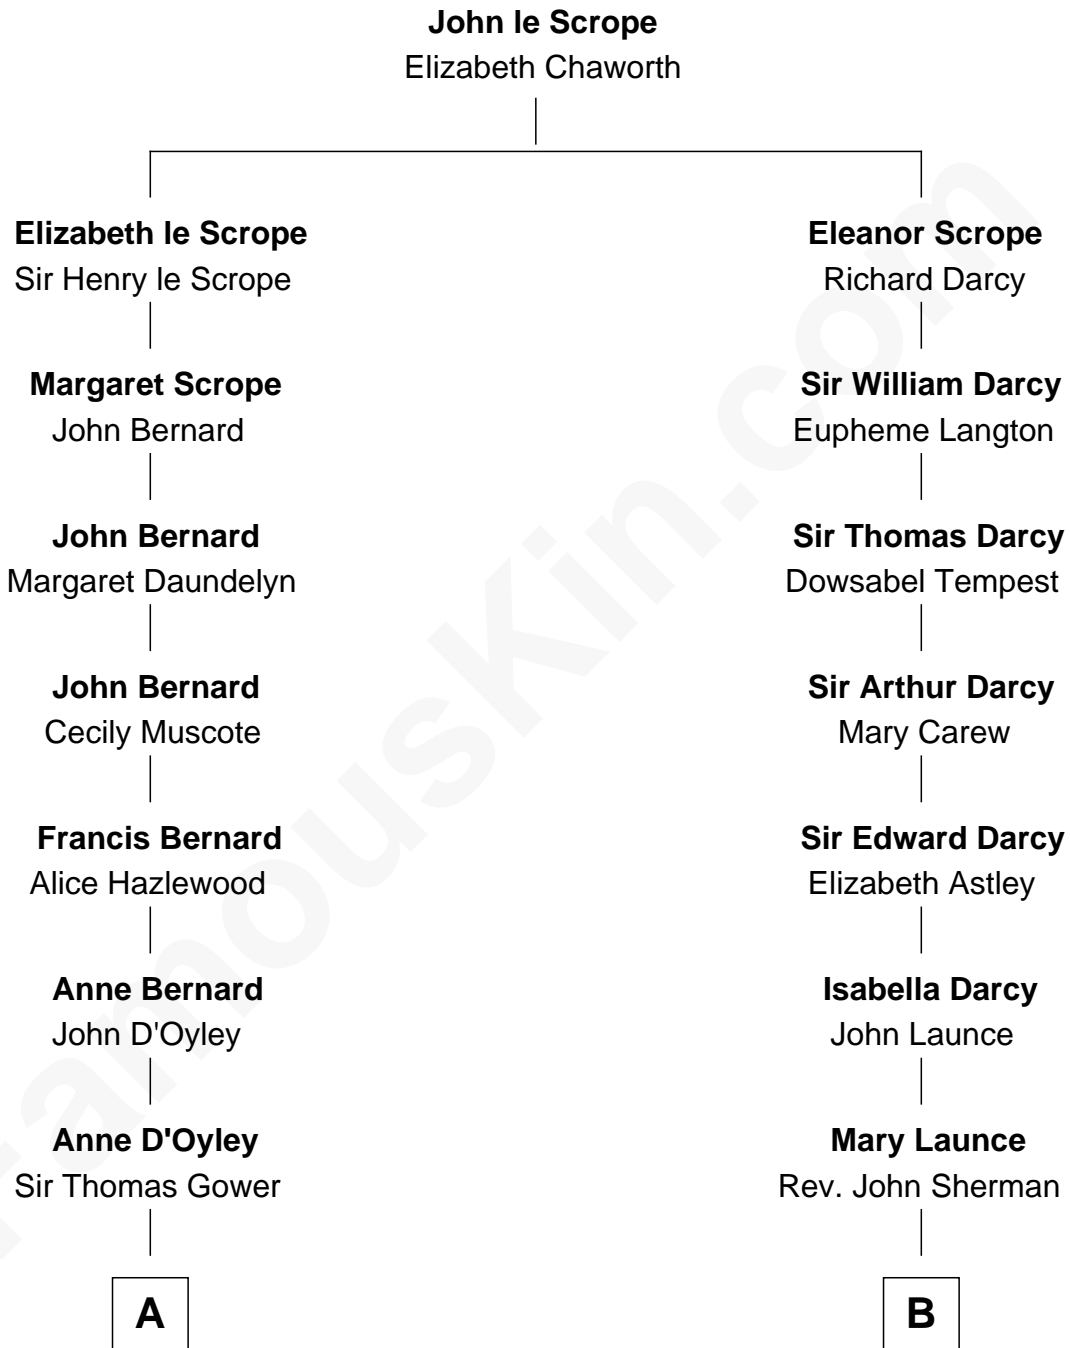 John le Scrope
Elizabeth Chaworth
Elizabeth le Scrope
Sir Henry le Scrope
Margaret Scrope
John Bernard
John Bernard
Margaret Daundelyn
John Bernard
Cecily Muscote
Francis Bernard
Alice Hazlewood
Anne Bernard
John D'Oyley
Anne D'Oyley
Sir Thomas Gower
A
Eleanor Scrope
Richard Darcy
Sir William Darcy
Eupheme Langton
Sir Thomas Darcy
Dowsabel Tempest
Sir Arthur Darcy
Mary Carew
Sir Edward Darcy
Elizabeth Astley
Isabella Darcy
John Launce
Mary Launce
Rev. John Sherman
B
FamousKin.com